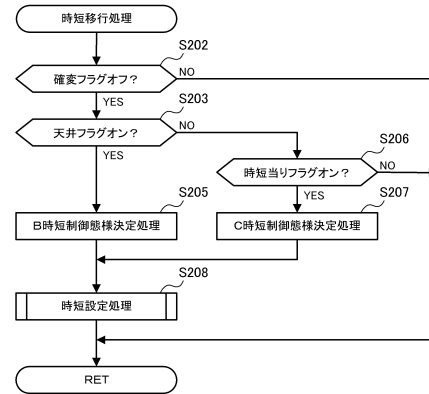 時短移行処理
S202
確変フラグオフ？
NO
YES
S203
天井フラグオン？
NO
YES
S206
時短当りフラグオン？
NO
YES
S205
B時短制御態様決定処理
S207
C時短制御態様決定処理
S208
時短設定処理
RET